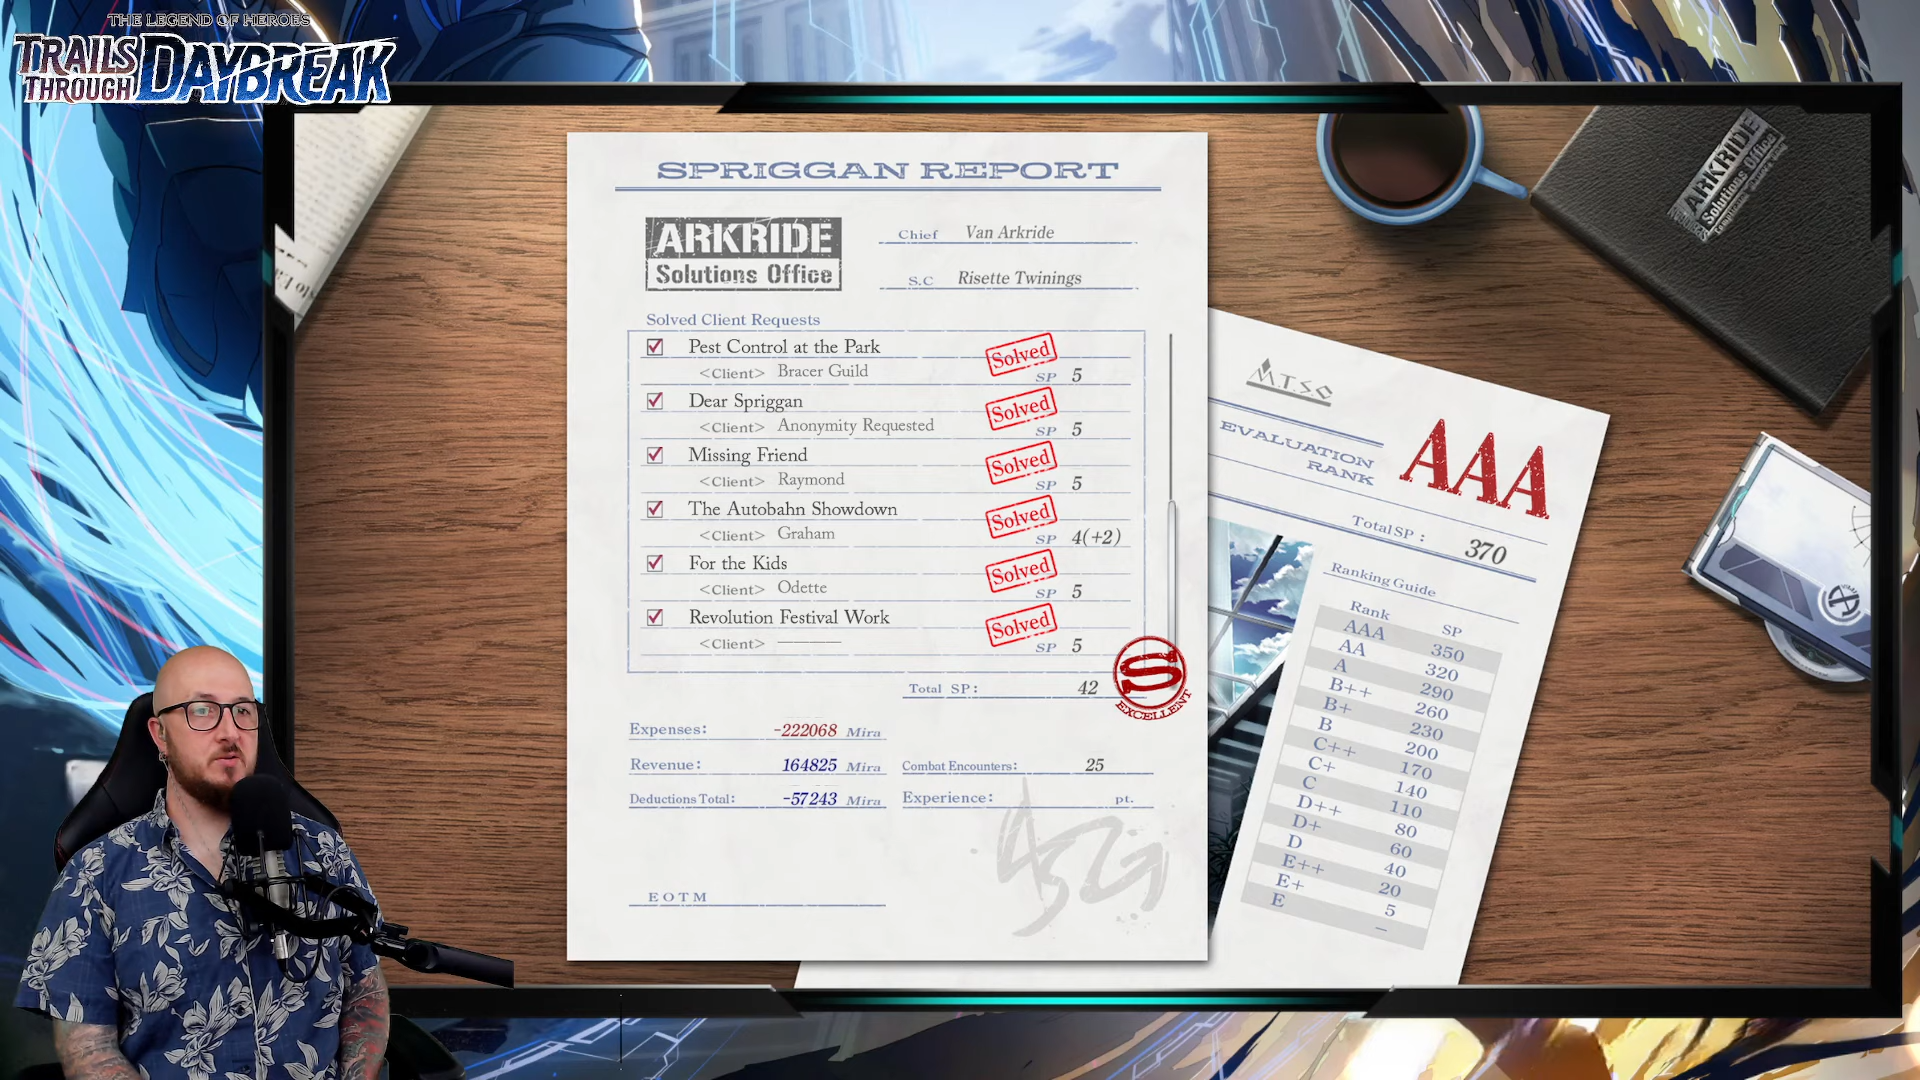 THE LEGEND OF HEROES
TRAILS
THROUGH DAYBREAK
SPRIGGAN REPORT
ARKRIDE
Solutions Office
Chief Van Arkride
S.C Risette Twinings
Solved Client Requests
Pest Control at the Park Solved
<Client> Bracer Guild SP 5
Dear Spriggan Solved
<Client> Anonymity Requested SP 5
Missing Friend Solved
<Client> Raymond SP 5
The Autobahn Showdown Solved
<Client> Graham SP 4(+2)
For the Kids Solved
<Client> Odette SP 5
Revolution Festival Work Solved
<Client> ——— SP 5
Total SP: 42
S
EXCELLENT
Expenses: -222068 Mira
Revenue: 164825 Mira
Combat Encounters: 25
Deductions Total: -57243 Mira
Experience: pt.
EOTM
ASO
M.T.S.O
EVALUATION
RANK
AAA
Total SP : 370
Ranking Guide
Rank SP
AAA 350
AA 320
A 290
B++ 260
B+ 230
B 200
C++ 170
C+ 140
C 110
D++ 80
D+ 60
D 40
E++ 20
E+ 5
E –
ARKRIDE
Solutions Office